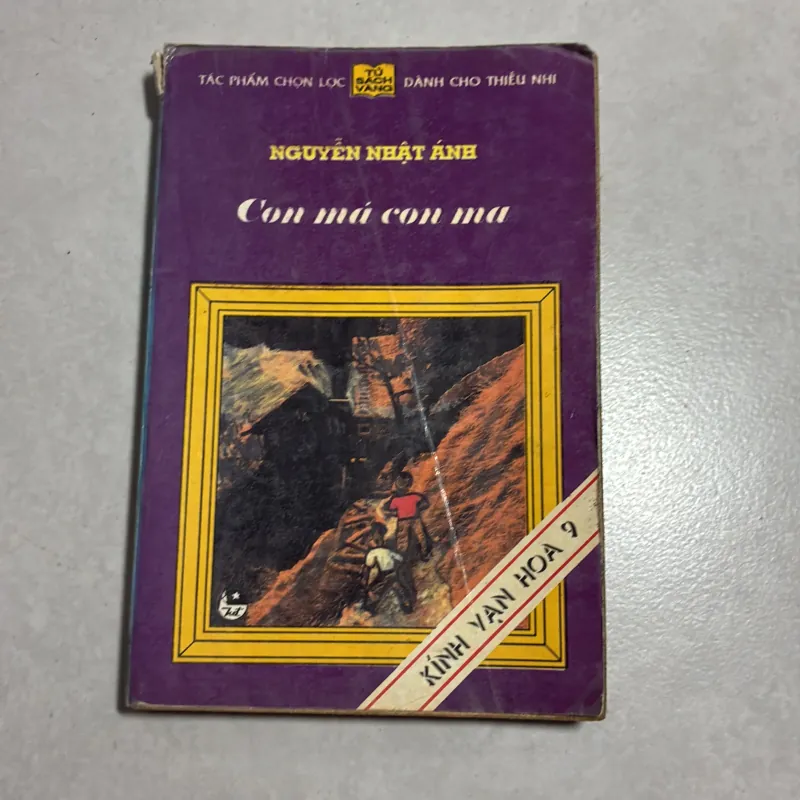 TÁC PHẨM CHỌN LỌC
TỦ
SÁCH
VÀNG
DÀNH CHO THIẾU NHI
NGUYỄN NHẬT ÁNH
Con má con ma
KÍNH VẠN HOA 9